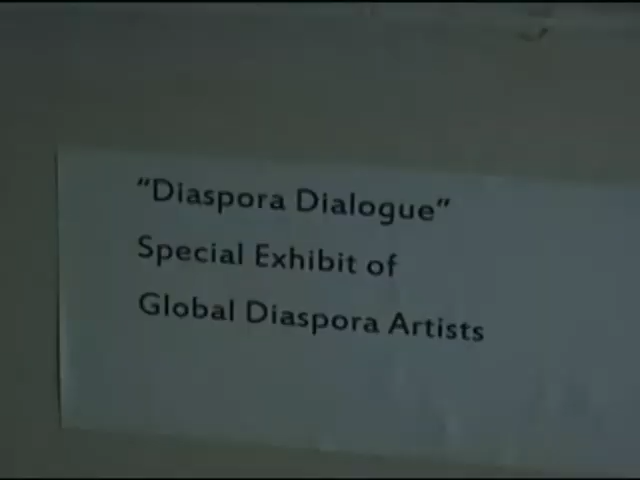 “Diaspora Dialogue”
Special Exhibit of
Global Diaspora Artists